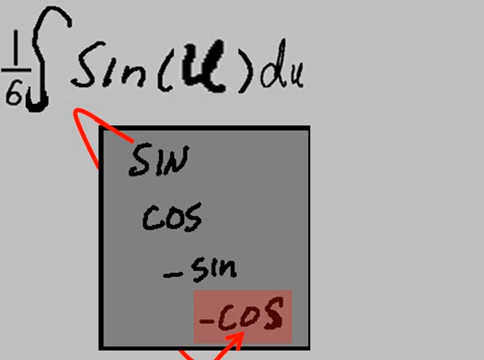 1/6 ∫ Sin(u) du
SIN
COS
-sin
-COS